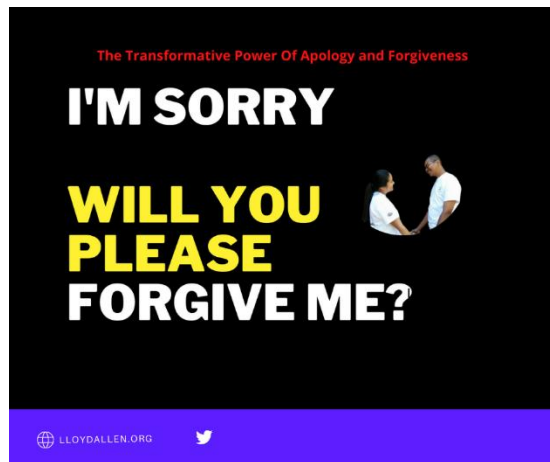 The Transformative Power Of Apology and Forgiveness
I'M SORRY
WILL YOU
PLEASE
FORGIVE ME?
LLOYDALLEN.ORG